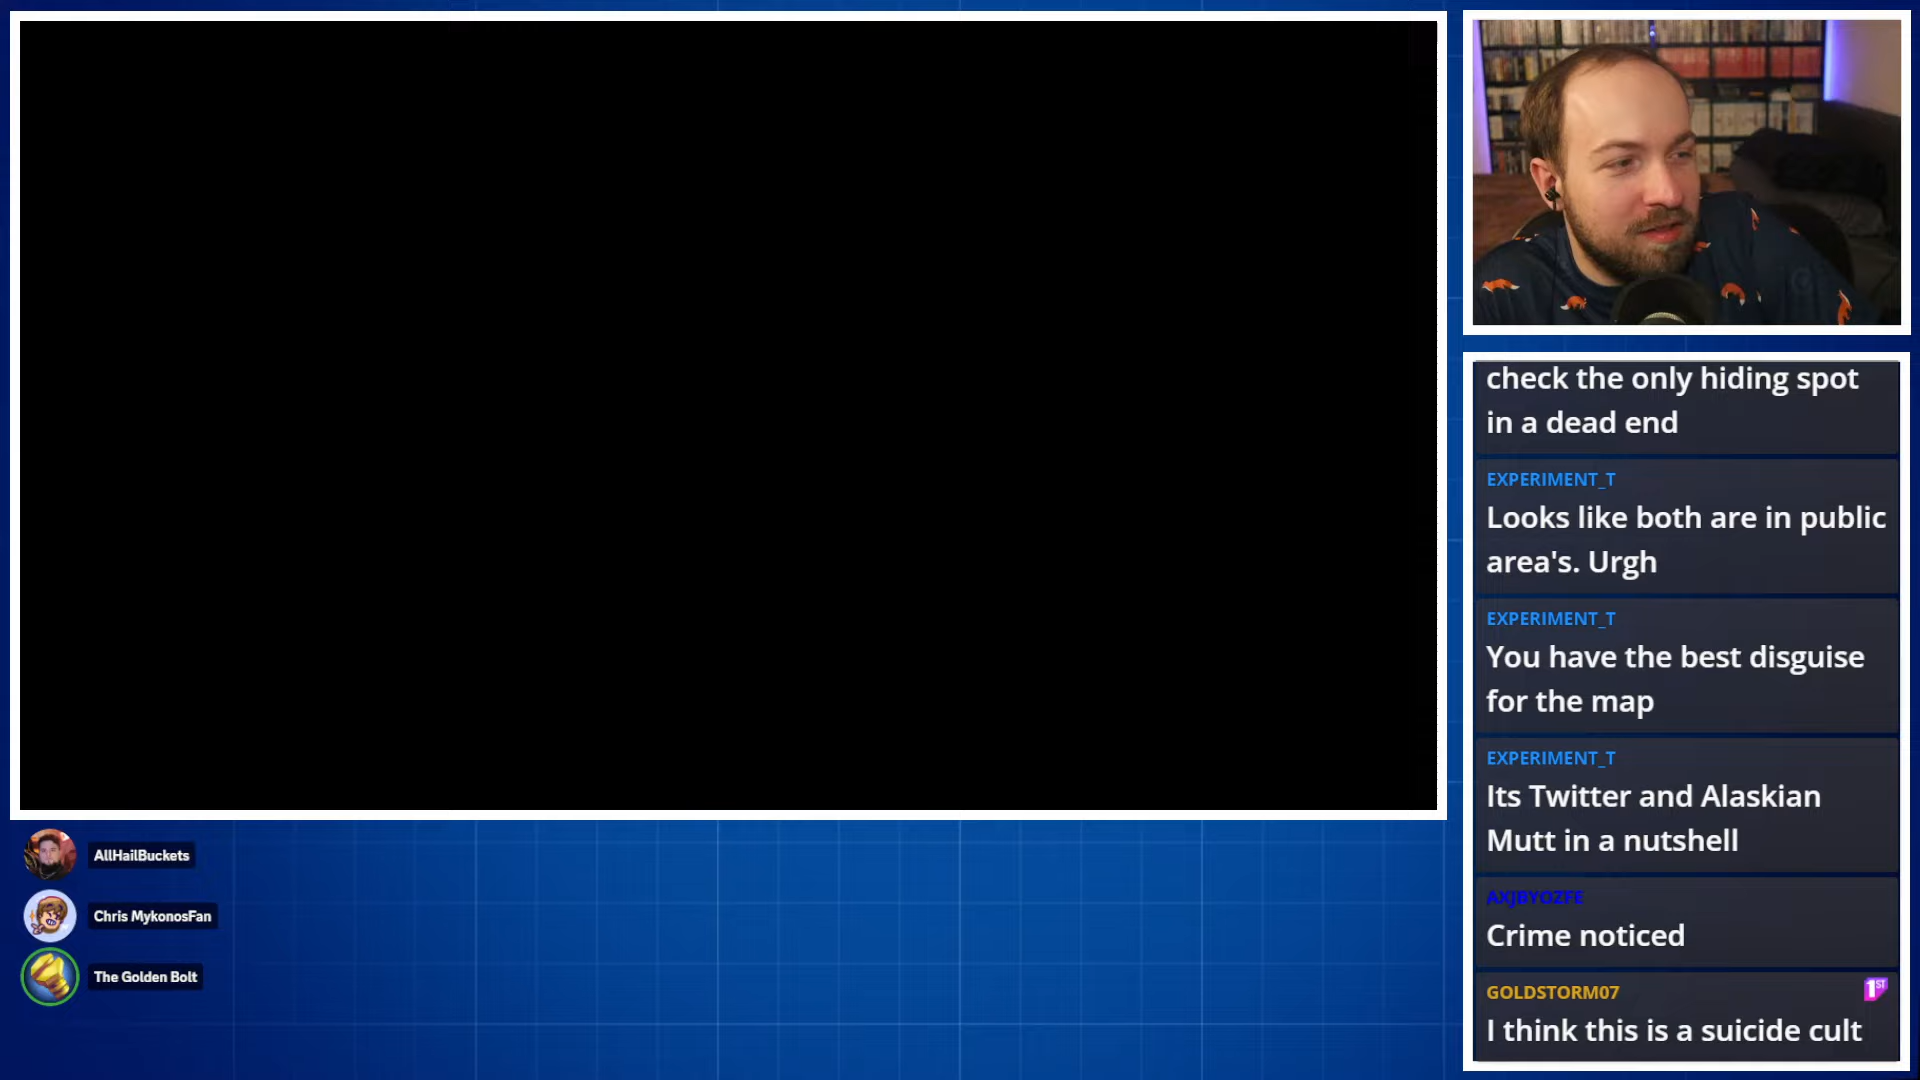 check the only hiding spot
in a dead end
EXPERIMENT_T
Looks like both are in public
area's. Urgh
EXPERIMENT_T
You have the best disguise
for the map
EXPERIMENT_T
Its Twitter and Alaskian
Mutt in a nutshell
AXJBYOZFE
Crime noticed
GOLDSTORM07
1ST
I think this is a suicide cult
AllHailBuckets
Chris MykonosFan
The Golden Bolt